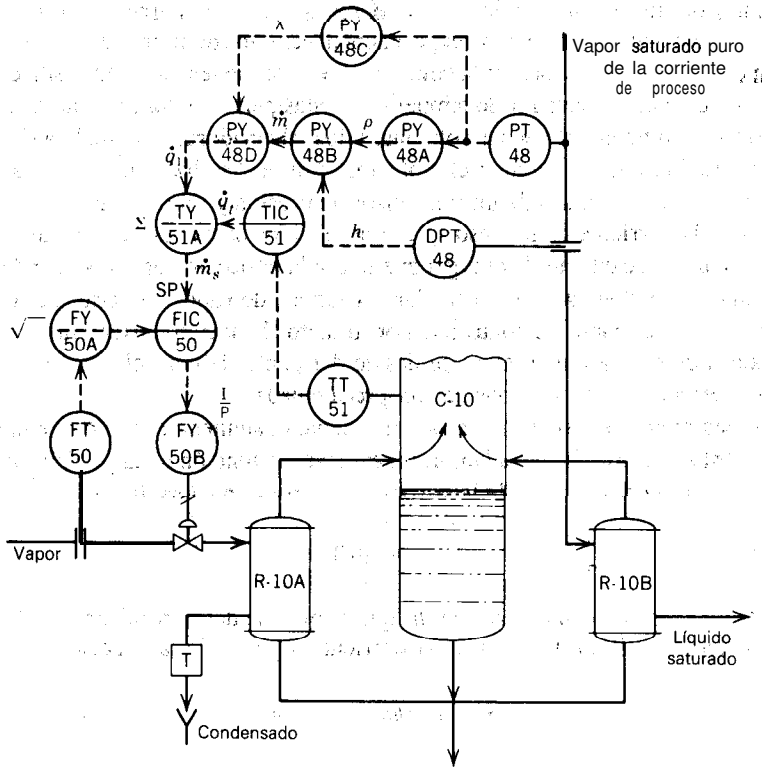 PY
48C
λ
Vapor saturado puro
de la corriente
de proceso
PY
48D
ṁ
PY
48B
ρ
PY
48A
PT
48
q̇₁
Σ
TY
51A
q̇ₜ
TIC
51
h
DPT
48
ṁₛ
SP
√
FY
50A
FIC
50
I
P
TT
51
C-10
FT
50
FY
50B
Vapor
R-10A
R-10B
T
Líquido
saturado
Condensado